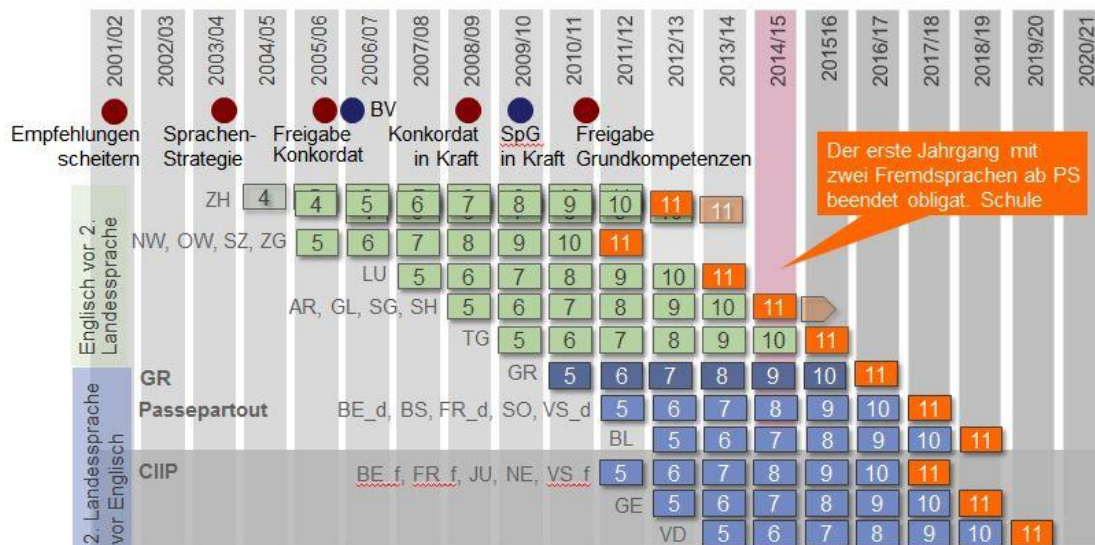 2001/02 2002/03 2003/04 2004/05 2005/06 2006/07 2007/08 2008/09 2009/10 2010/11 2011/12 2012/13 2013/14 2014/15 201516 2016/17 2017/18 2018/19 2019/20 2020/21
BV
Empfehlungen scheitern
Sprachen-Strategie
Freigabe Konkordat
Konkordat in Kraft
SpG in Kraft
Freigabe Grundkompetenzen
Der erste Jahrgang mit
zwei Fremdsprachen ab PS
beendet obligat. Schule
Englisch vor 2.
Landessprache
ZH 4 4 6 6 7 8 9 10 11 11
NW, OW, SZ, ZG 5 6 7 8 9 10 11
LU 5 6 7 8 9 10 11
AR, GL, SG, SH 5 6 7 8 9 10 11
TG 5 6 7 8 9 10 11
2. Landessprache
vor Englisch
GR
GR 5 6 7 8 9 10 11
Passepartout
BE_d, BS, FR_d, SO, VS_d 5 6 7 8 9 10 11
BL 5 6 7 8 9 10 11
CIIP
BE_f, FR_f, JU, NE, VS_f 5 6 7 8 9 10 11
GE 5 6 7 8 9 10 11
VD 5 6 7 8 9 10 11